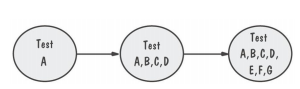 Test
A
Test
A,B,C,D
Test
A,B,C,D,
E,F,G